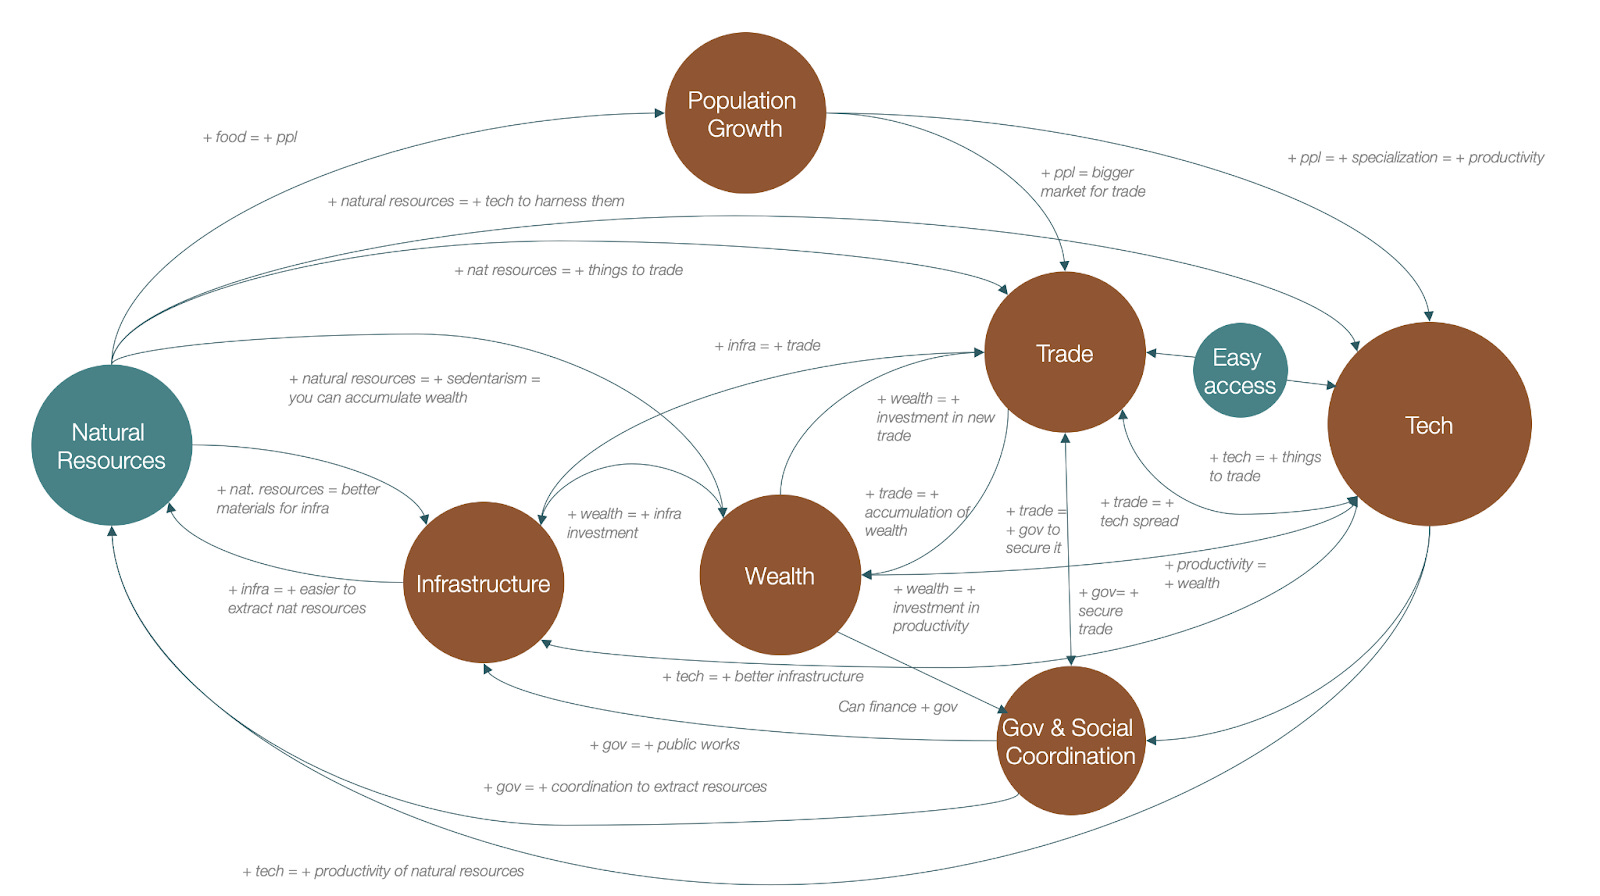 Population
Growth
+ food = + ppl
+ ppl = + specialization = + productivity
+ ppl = bigger
market for trade
+ natural resources = + tech to harness them
+ nat resources = + things to trade
+ infra = + trade
Trade
Easy
access
+ natural resources = + sedentarism =
you can accumulate wealth
+ wealth = +
investment in new
trade
Tech
Natural
Resources
+ tech = + things
to trade
+ nat. resources = better
materials for infra
+ wealth = + infra
investment
+ trade = +
accumulation of
wealth
+ trade =
+ gov to
secure it
+ trade = +
tech spread
Infrastructure
Wealth
+ productivity =
+ wealth
+ infra = + easier to
extract nat resources
+ wealth = +
investment in
productivity
+ gov= +
secure
trade
+ tech = + better infrastructure
Can finance + gov
Gov & Social
Coordination
+ gov = + public works
+ gov = + coordination to extract resources
+ tech = + productivity of natural resources